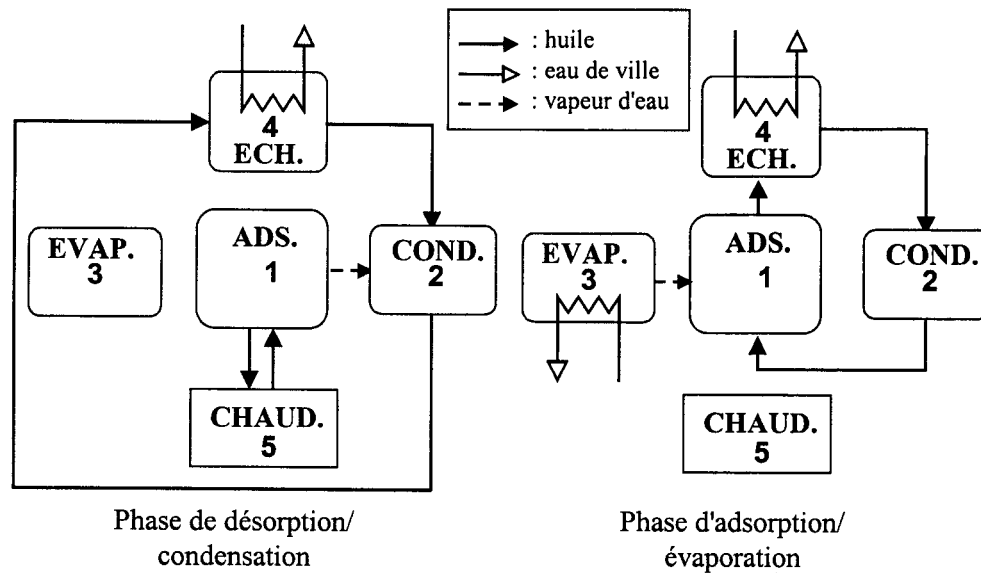 : huile
: eau de ville
: vapeur d'eau
4
ECH.
EVAP.
3
ADS.
1
COND.
2
CHAUD.
5
Phase de désorption/
condensation
4
ECH.
EVAP.
3
ADS.
1
COND.
2
CHAUD.
5
Phase d'adsorption/
évaporation